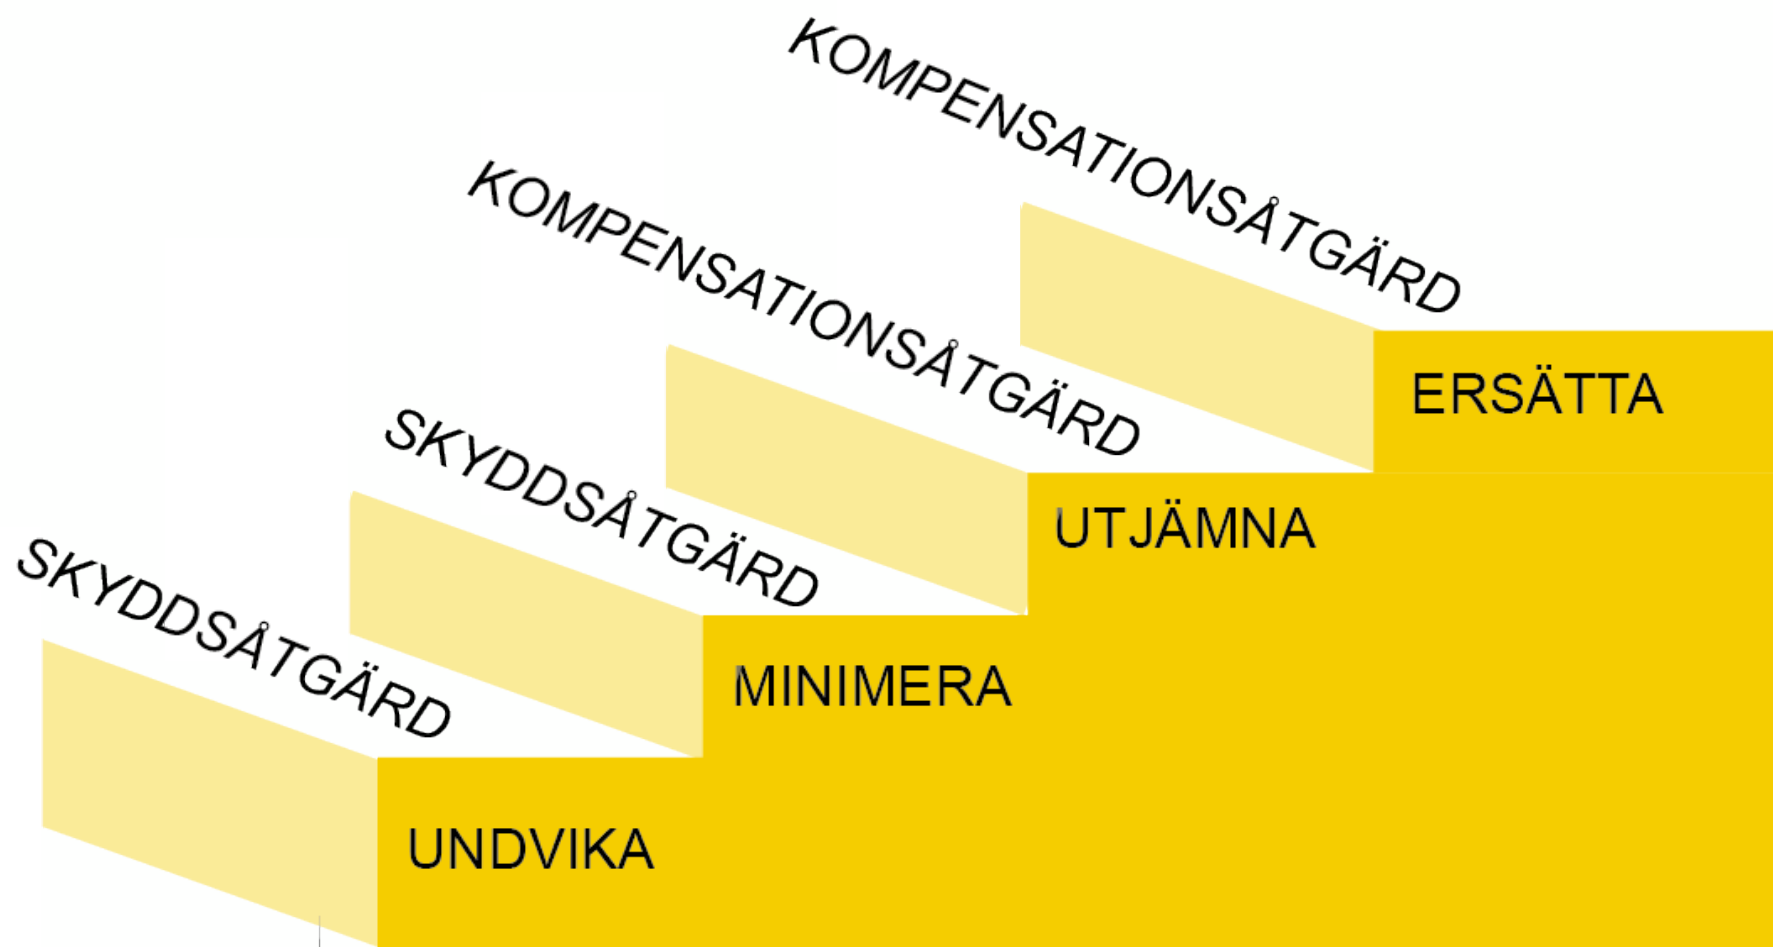 KOMPENSATIONSÅTGÄRD
KOMPENSATIONSÅTGÄRD
ERSÄTTA
SKYDDSÅTGÄRD
UTJÄMNA
SKYDDSÅTGÄRD
MINIMERA
UNDVIKA